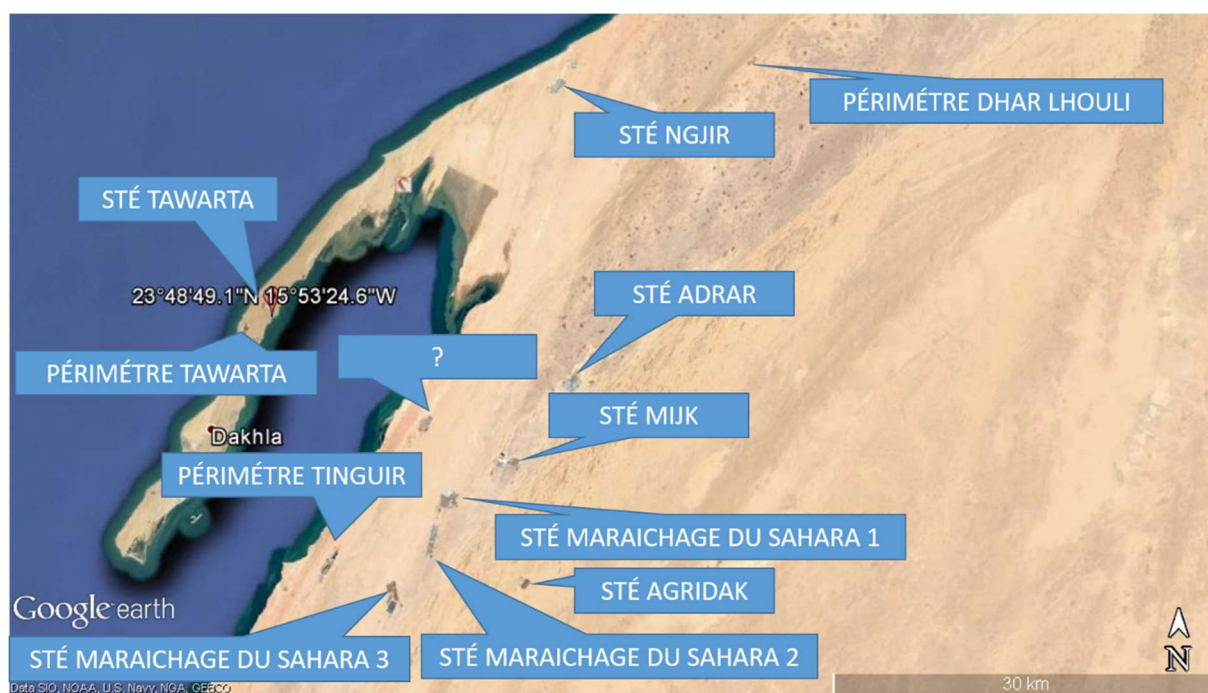 PÉRIMÉTRE DHAR LHOULI
STÉ NGJIR
STÉ TAWARTA
23°48'49.1"N 15°53'24.6"W
STÉ ADRAR
?
PÉRIMÉTRE TAWARTA
STÉ MIJK
Dakhla
PÉRIMÉTRE TINGUIR
STÉ MARAICHAGE DU SAHARA 1
STÉ AGRIDAK
Google earth
STÉ MARAICHAGE DU SAHARA 3
STÉ MARAICHAGE DU SAHARA 2
N
Data SIO, NOAA, U.S. Navy, NGA, GEBCO
30 km